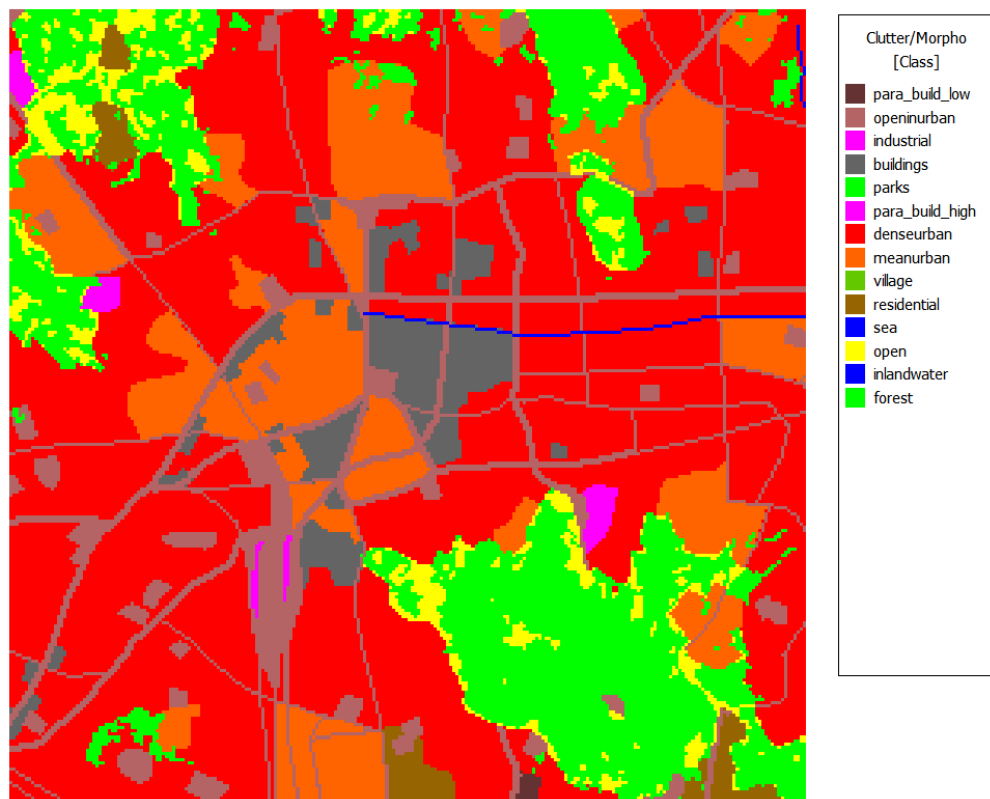 Clutter/Morpho
[Class]
para_build_low
openinurban
industrial
buildings
parks
para_build_high
denseurban
meanurban
village
residential
sea
open
inlandwater
forest